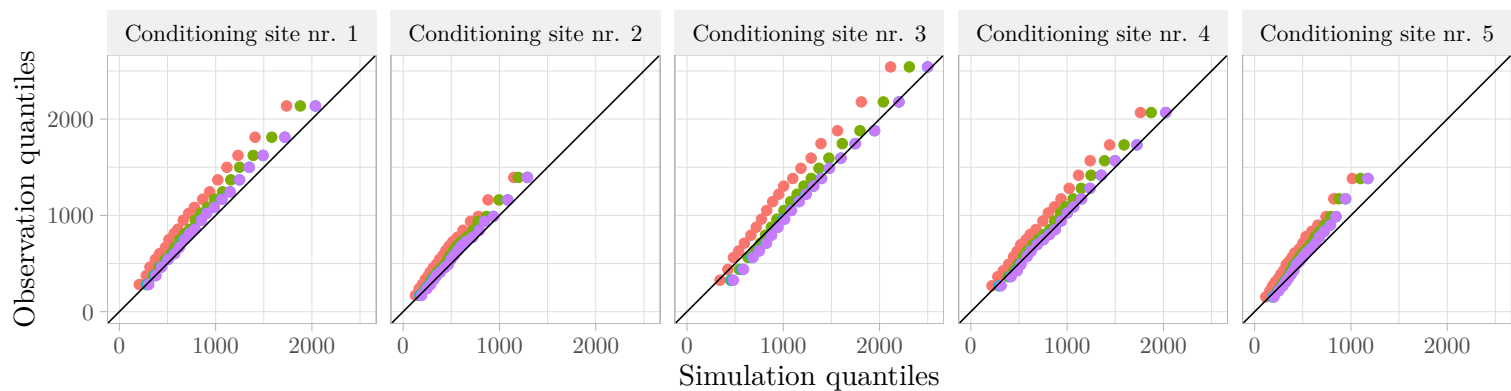 Conditioning site nr. 1
Conditioning site nr. 2
Conditioning site nr. 3
Conditioning site nr. 4
Conditioning site nr. 5
Observation quantiles
2000
1000
0
0 1000 2000
0 1000 2000
0 1000 2000
0 1000 2000
0 1000 2000
Simulation quantiles